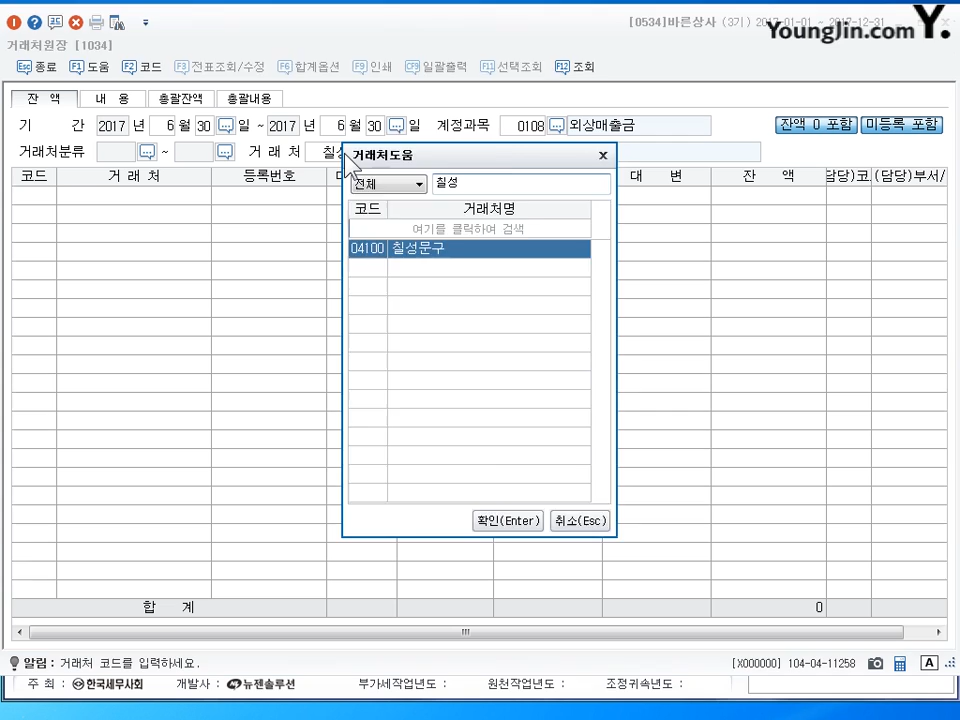 [0534]바른상사 (3기) 2017-01-01 ~ 2017-12-31
YoungJin.com Y.
거래처원장 [1034]
Esc 종료 F1 도움 F2 코드 F3 전표조회/수정 F6 합계옵션 F9 인쇄 CF9 일괄출력 F11 선택조회 F12 조회
잔 액 내 용 총괄잔액 총괄내용
기 간 2017 년 6 월 30 일 ~ 2017 년 6 월 30 일 계정과목 0108 외상매출금 잔액 0 포함 미등록 포함
거래처분류 ~ 거 래 처 칠성
거래처도움
전체 칠성
코드 거 래 처 등록번호 대 변 잔 액 담당)코 (담당)부서/
코드 거래처명
여기를 클릭하여 검색
04100 칠성문구
확인(Enter) 취소(Esc)
합 계 0
알림 : 거래처 코드를 입력하세요. [X000000] 104-04-11258 A
주 최 : 한국세무사회 개발사 : 뉴젠솔루션 부가세작업년도 : 원천작업년도 : 조정귀속년도 :